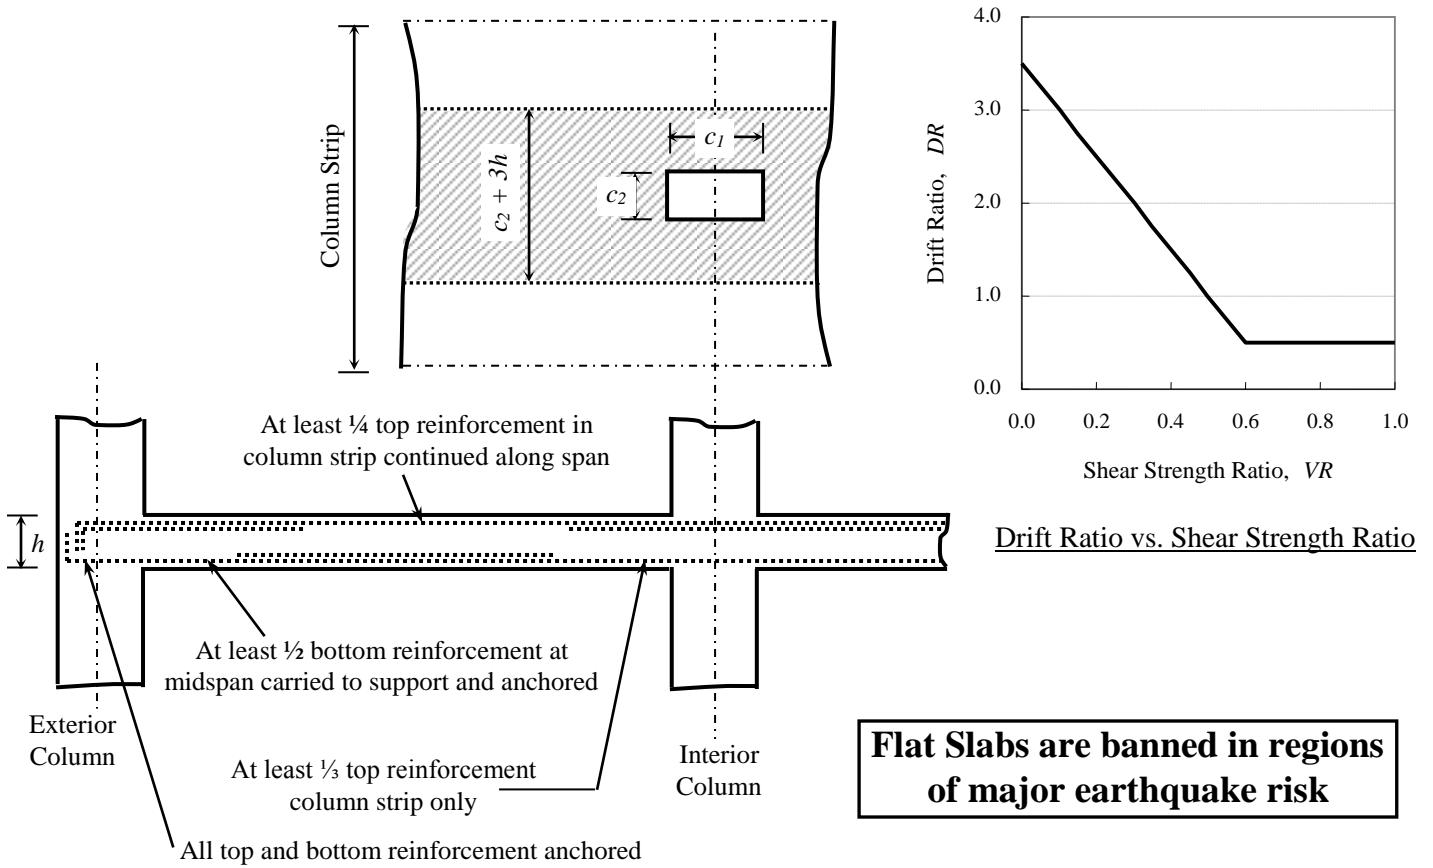 Column Strip
c2 + 3h
c1
c2
4.0
3.0
2.0
1.0
0.0
Drift Ratio, DR
0.0 0.2 0.4 0.6 0.8 1.0
Shear Strength Ratio, VR
Drift Ratio vs. Shear Strength Ratio
At least ¼ top reinforcement in
column strip continued along span
h
At least ½ bottom reinforcement at
midspan carried to support and anchored
Exterior
Column
At least ⅓ top reinforcement
column strip only
Interior
Column
All top and bottom reinforcement anchored
Flat Slabs are banned in regions
of major earthquake risk